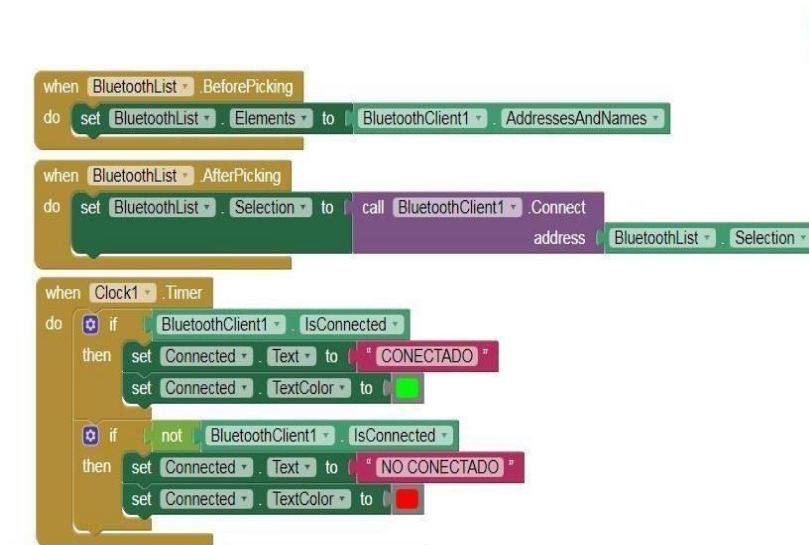 when BluetoothList .BeforePicking
do set BluetoothList . Elements to BluetoothClient1 . AddressesAndNames
when BluetoothList .AfterPicking
do set BluetoothList . Selection to call BluetoothClient1 .Connect
address BluetoothList . Selection
when Clock1 .Timer
do if BluetoothClient1 . IsConnected
then set Connected . Text to " CONECTADO "
set Connected . TextColor to
if not BluetoothClient1 . IsConnected
then set Connected . Text to " NO CONECTADO "
set Connected . TextColor to